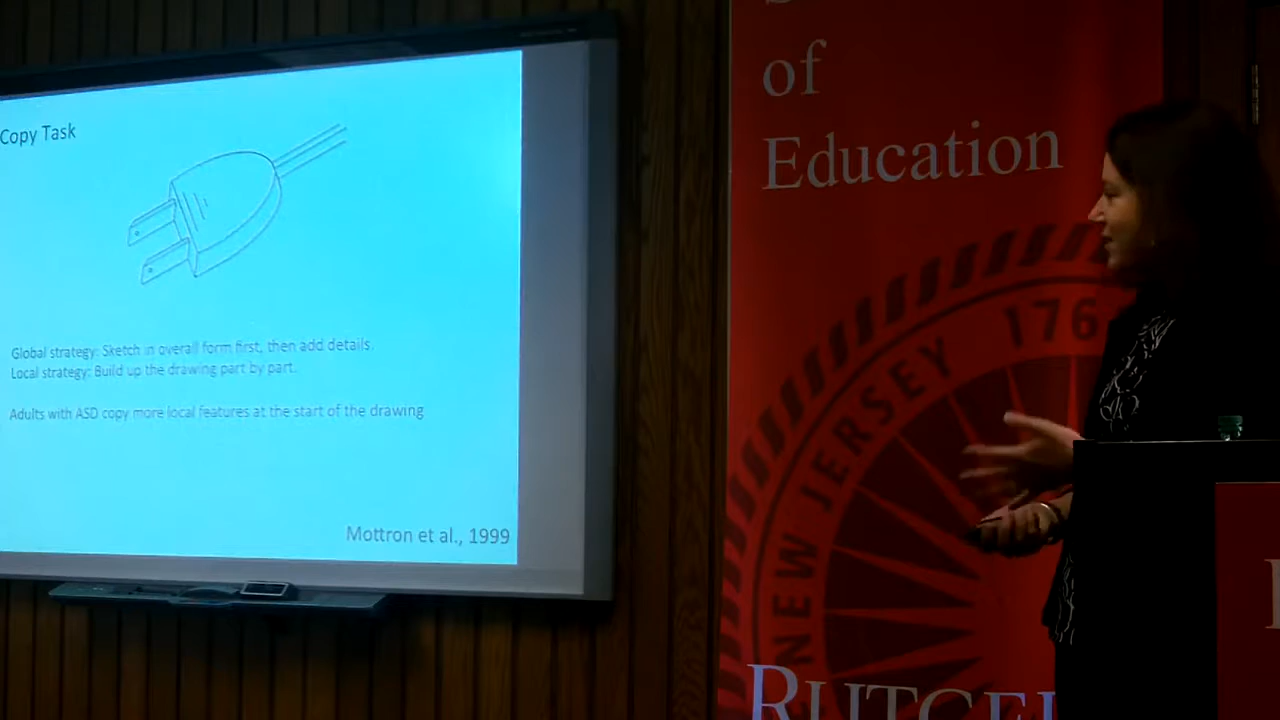 Copy Task
Global strategy: Sketch in overall form first, then add details.
Local strategy: Build up the drawing part by part.
Adults with ASD copy more local features at the start of the drawing
Mottron et al., 1999
of
Education
NEW JERSEY 176
RUTGE